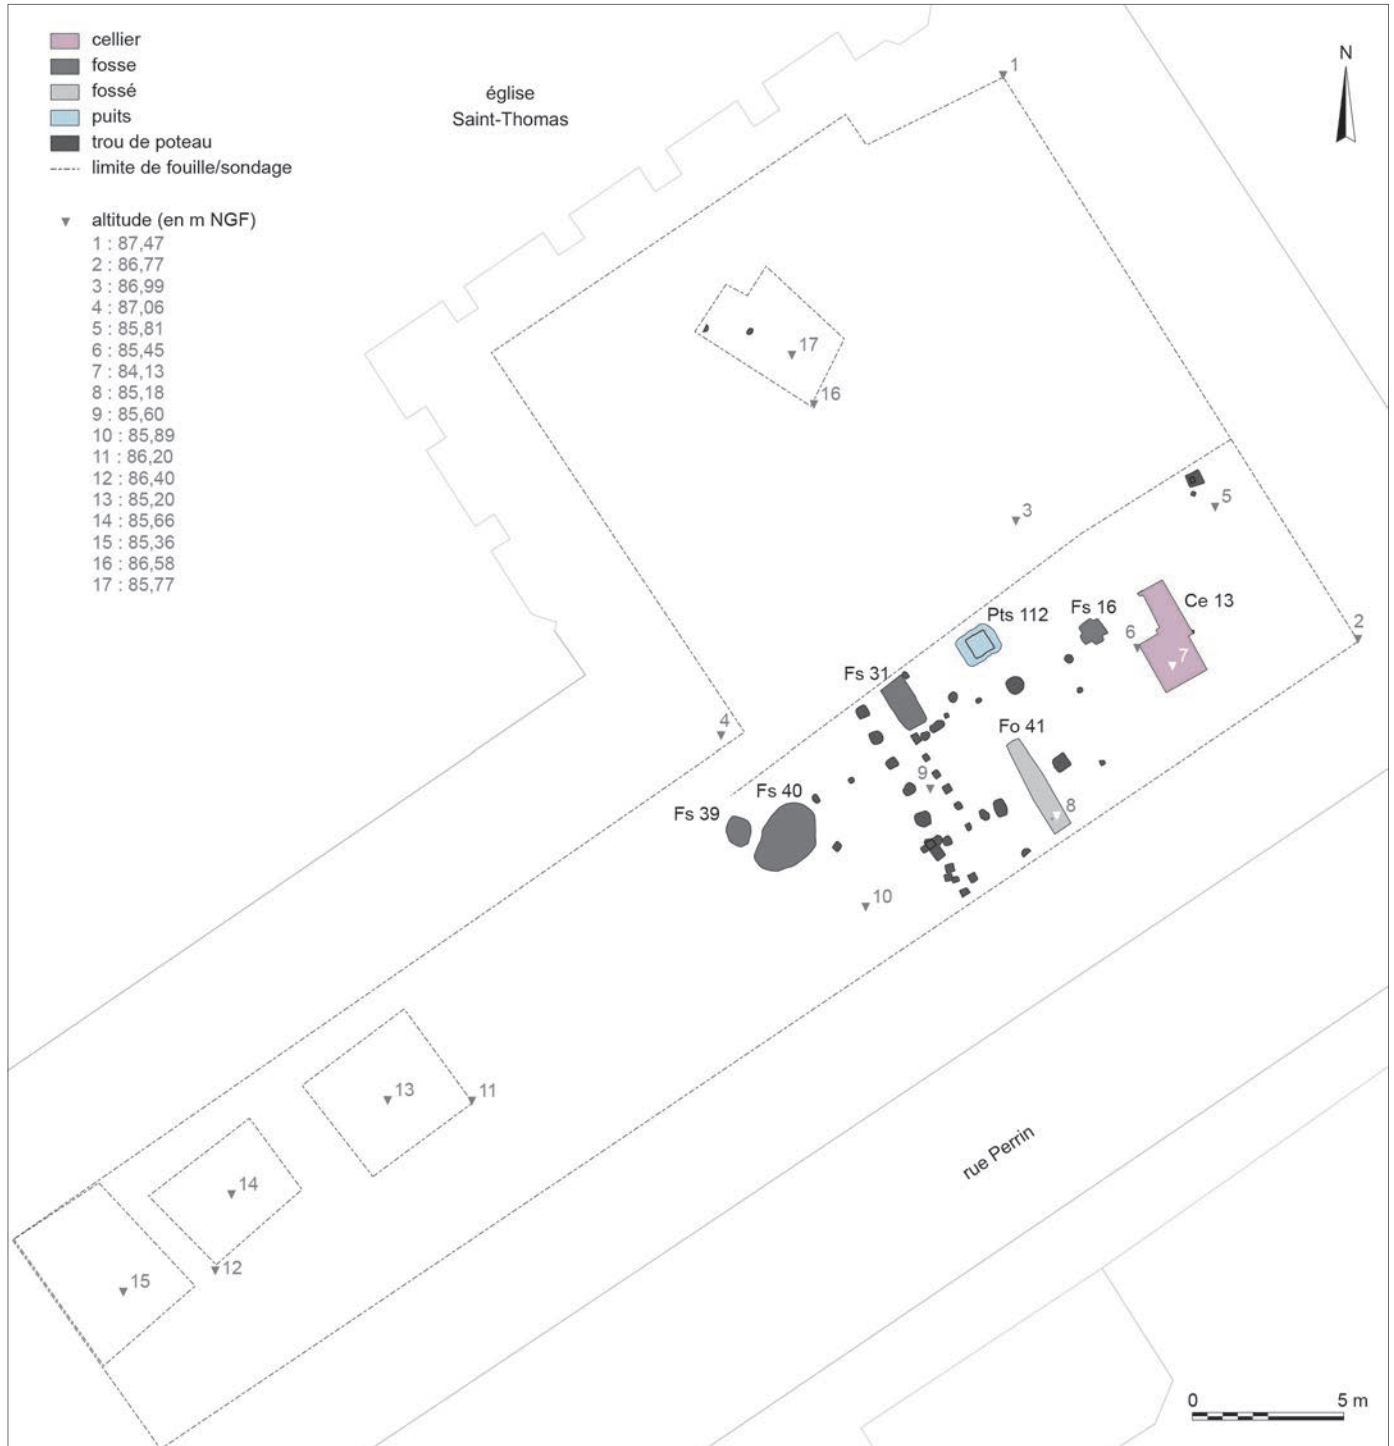 cellier
fosse
fossé
puits
trou de poteau
limite de fouille/sondage
altitude (en m NGF)
1 : 87,47
2 : 86,77
3 : 86,99
4 : 87,06
5 : 85,81
6 : 85,45
7 : 84,13
8 : 85,18
9 : 85,60
10 : 85,89
11 : 86,20
12 : 86,40
13 : 85,20
14 : 85,66
15 : 85,36
16 : 86,58
17 : 85,77
église
Saint-Thomas
N
1
17
16
5
3
Pts 112
Fs 16
Ce 13
2
6
7
Fs 31
4
Fo 41
9
Fs 40
Fs 39
8
10
13
11
rue Perrin
14
12
15
0
5 m